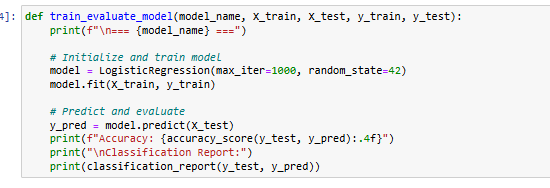 4]: def train_evaluate_model(model_name, X_train, X_test, y_train, y_test):
    print(f"\n=== {model_name} ===")

    # Initialize and train model
    model = LogisticRegression(max_iter=1000, random_state=42)
    model.fit(X_train, y_train)

    # Predict and evaluate
    y_pred = model.predict(X_test)
    print(f"Accuracy: {accuracy_score(y_test, y_pred):.4f}")
    print("\nClassification Report:")
    print(classification_report(y_test, y_pred))